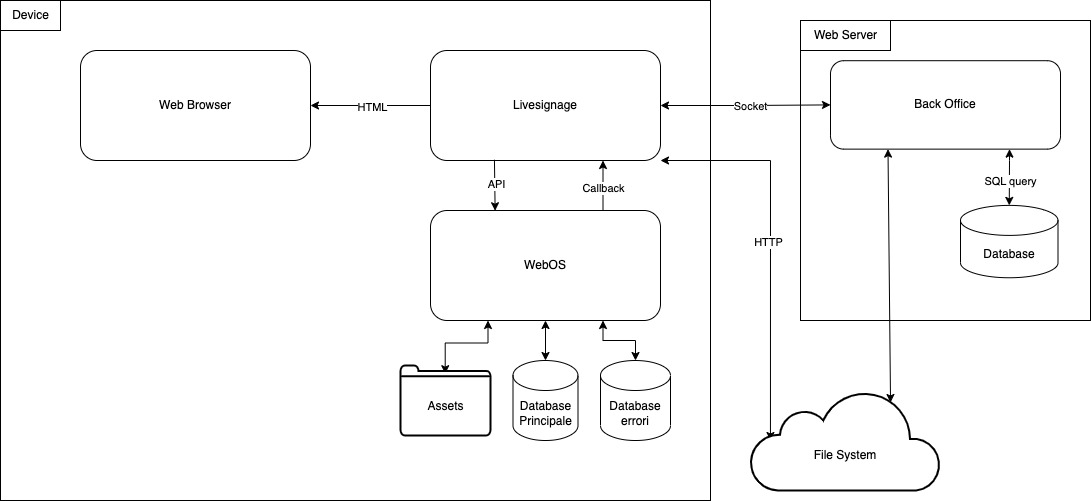 Device
Web Server
Web Browser
HTML
Livesignage
Socket
Back Office
API
Callback
SQL query
HTTP
Database
WebOS
Assets
Database
Principale
Database
errori
File System